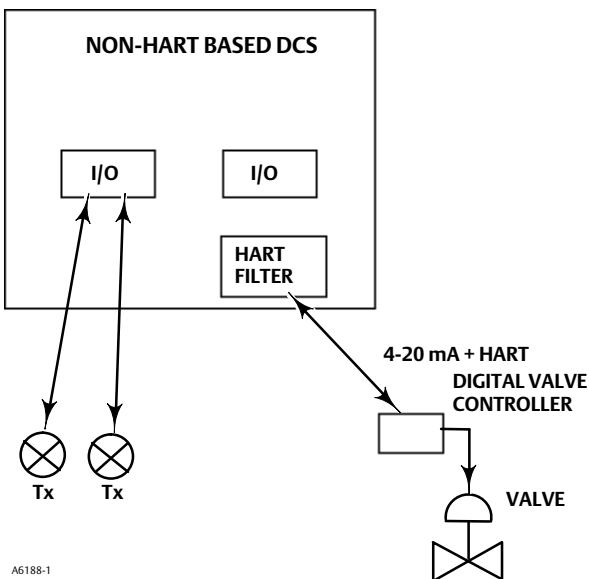 NON-HART BASED DCS
I/O
I/O
HART
FILTER
4-20 mA + HART
DIGITAL VALVE
CONTROLLER
Tx
Tx
VALVE
A6188-1